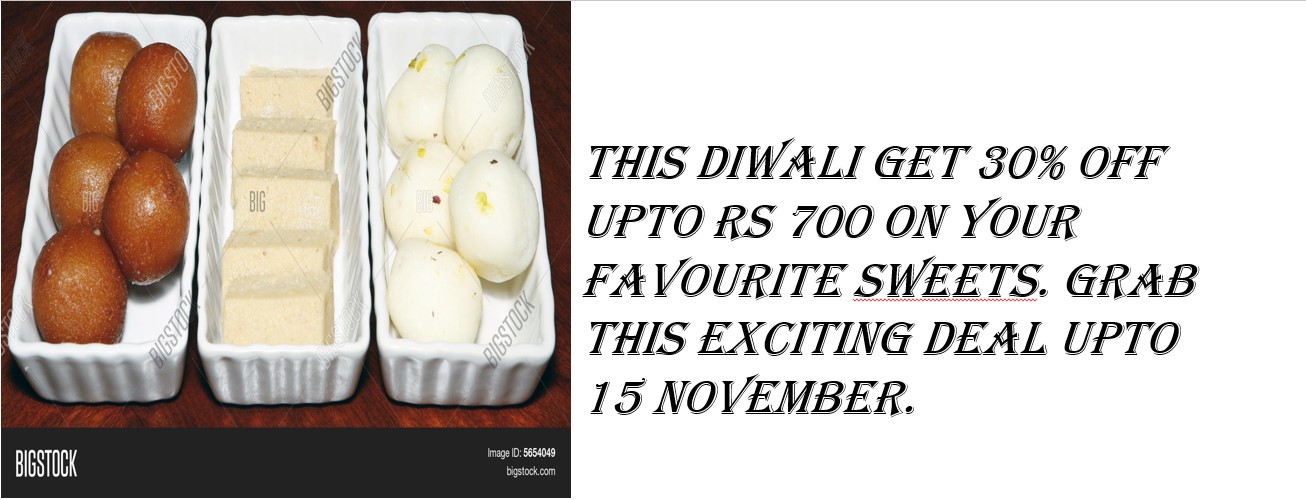 THIS DIWALI GET 30% OFF
UPTO RS 700 ON YOUR
FAVOURITE SWEETS. GRAB
THIS EXCITING DEAL UPTO
15 NOVEMBER.
BIGSTOCK
BIGSTOCK
BIG
BIG
BIGSTOCK
BIGSTOCK
BIGSTOCK
Image ID: 5654049
bigstock.com